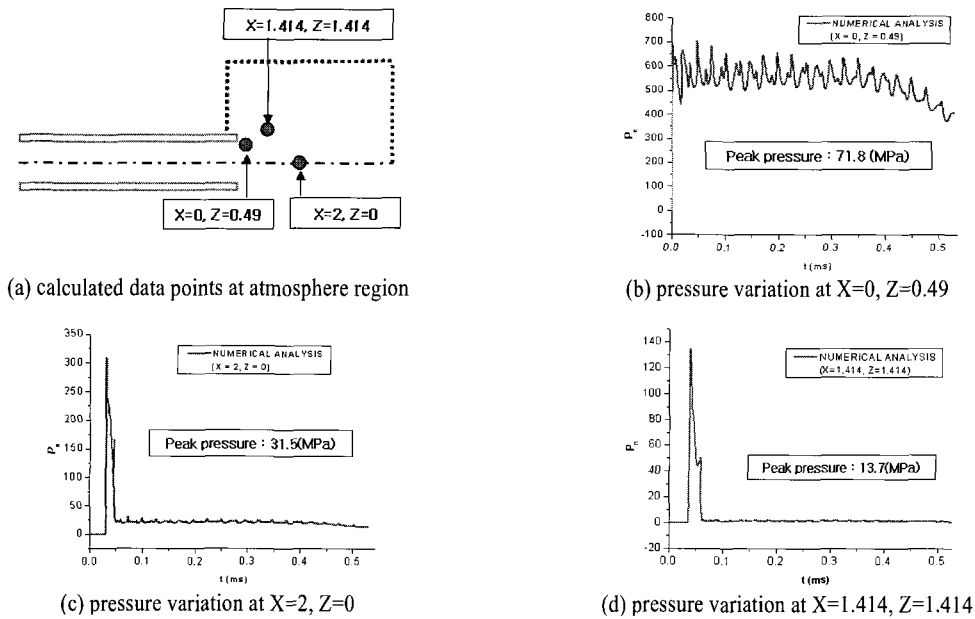 X=1.414, Z=1.414
X=0, Z=0.49
X=2, Z=0
(a) calculated data points at atmosphere region
800
700
600
500
400
300
200
100
0
-100
Pn
NUMERICAL ANALYSIS
(X = 0, Z = 0.49)
Peak pressure : 71.8 (MPa)
0.0 0.1 0.2 0.3 0.4 0.5
t (ms)
(b) pressure variation at X=0, Z=0.49
350
300
250
200
150
100
50
0
Pn
NUMERICAL ANALYSIS
(X = 2, Z = 0)
Peak pressure : 31.5(MPa)
0.0 0.1 0.2 0.3 0.4 0.5
t (ms)
(c) pressure variation at X=2, Z=0
140
120
100
80
60
40
20
0
-20
Pn
NUMERICAL ANALYSIS
(X=1.414, Z=1.414)
Peak pressure : 13.7(MPa)
0.0 0.1 0.2 0.3 0.4 0.5
t (ms)
(d) pressure variation at X=1.414, Z=1.414